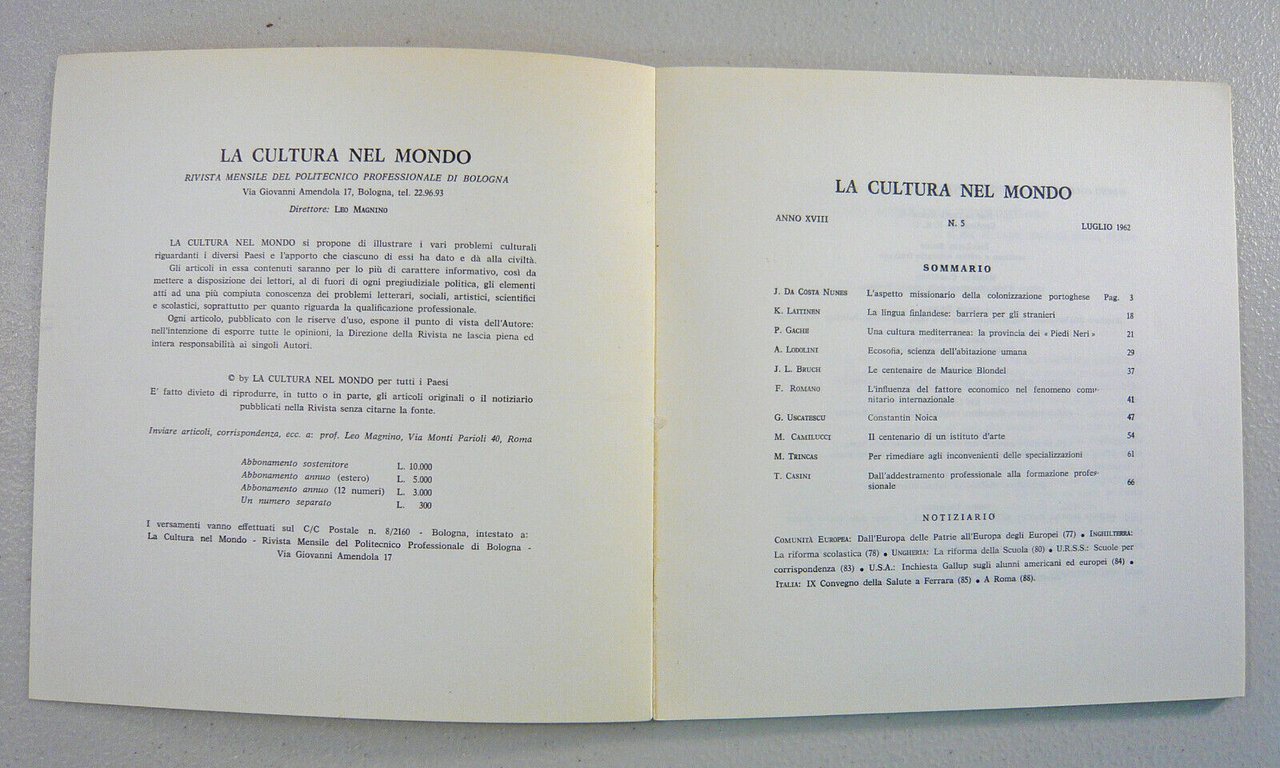 LA CULTURA NEL MONDO
RIVISTA MENSILE DEL POLITECNICO PROFESSIONALE DI BOLOGNA
Via Giovanni Amendola 17, Bologna, tel. 22.96.93
Direttore: LEO MAGNINO
LA CULTURA NEL MONDO si propone di illustrare i vari problemi culturali
riguardanti i diversi Paesi e l'apporto che ciascuno di essi ha dato e dà alla civiltà.
Gli articoli in essa contenuti saranno per lo più di carattere informativo, così da
mettere a disposizione dei lettori, al di fuori di ogni pregiudiziale politica, gli elementi
atti ad una più compiuta conoscenza dei problemi letterari, sociali, artistici, scientifici
e scolastici, soprattutto per quanto riguarda la qualificazione professionale.
Ogni articolo, pubblicato con le riserve d'uso, espone il punto di vista dell'Autore:
nell'intenzione di esporre tutte le opinioni, la Direzione della Rivista ne lascia piena ed
intera responsabilità ai singoli Autori.
© by LA CULTURA NEL MONDO per tutti i Paesi
E' fatto divieto di riprodurre, in tutto o in parte, gli articoli originali o il notiziario
pubblicati nella Rivista senza citarne la fonte.
Inviare articoli, corrispondenza, ecc. a: prof. Leo Magnino, Via Monti Parioli 40, Roma
Abbonamento sostenitore L. 10.000
Abbonamento annuo (estero) L. 5.000
Abbonamento annuo (12 numeri) L. 3.000
Un numero separato L. 300
I versamenti vanno effettuati sul C/C Postale n. 8/2160 - Bologna, intestato a:
La Cultura nel Mondo - Rivista Mensile del Politecnico Professionale di Bologna -
Via Giovanni Amendola 17
LA CULTURA NEL MONDO
ANNO XVIII N. 5 LUGLIO 1962
SOMMARIO
J. DA COSTA NUNES L'aspetto missionario della colonizzazione portoghese Pag. 3
K. LAITINEN La lingua finlandese: barriera per gli stranieri 18
P. GACHE Una cultura mediterranea: la provincia dei « Piedi Neri » 21
A. LODOLINI Ecosofia, scienza dell'abitazione umana 29
J. L. BRUCH Le centenaire de Maurice Blondel 37
F. ROMANO L'influenza del fattore economico nel fenomeno comu-
nitario internazionale 41
G. USCATESCU Constantin Noica 47
M. CAMILUCCI Il centenario di un istituto d'arte 54
M. TRINCAS Per rimediare agli inconvenienti delle specializzazioni 61
T. CASINI Dall'addestramento professionale alla formazione profes-
sionale 66
NOTIZIARIO
COMUNITÀ EUROPEA: Dall'Europa delle Patrie all'Europa degli Europei (77) • INGHILTERRA:
La riforma scolastica (78) • UNGHERIA: La riforma della Scuola (80) • U.R.S.S.: Scuole per
corrispondenza (83) • U.S.A.: Inchiesta Gallup sugli alunni americani ed europei (84) •
ITALIA: IX Convegno della Salute a Ferrara (85) • A Roma (88).